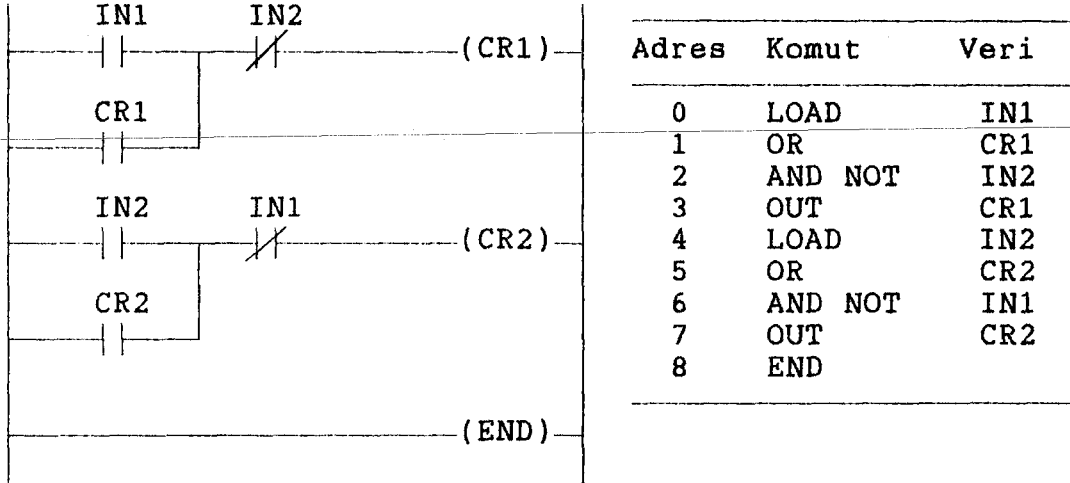 IN1 IN2
(CR1)
CR1
IN2 IN1
(CR2)
CR2
(END)
Adres Komut Veri
0 LOAD IN1
1 OR CR1
2 AND NOT IN2
3 OUT CR1
4 LOAD IN2
5 OR CR2
6 AND NOT IN1
7 OUT CR2
8 END